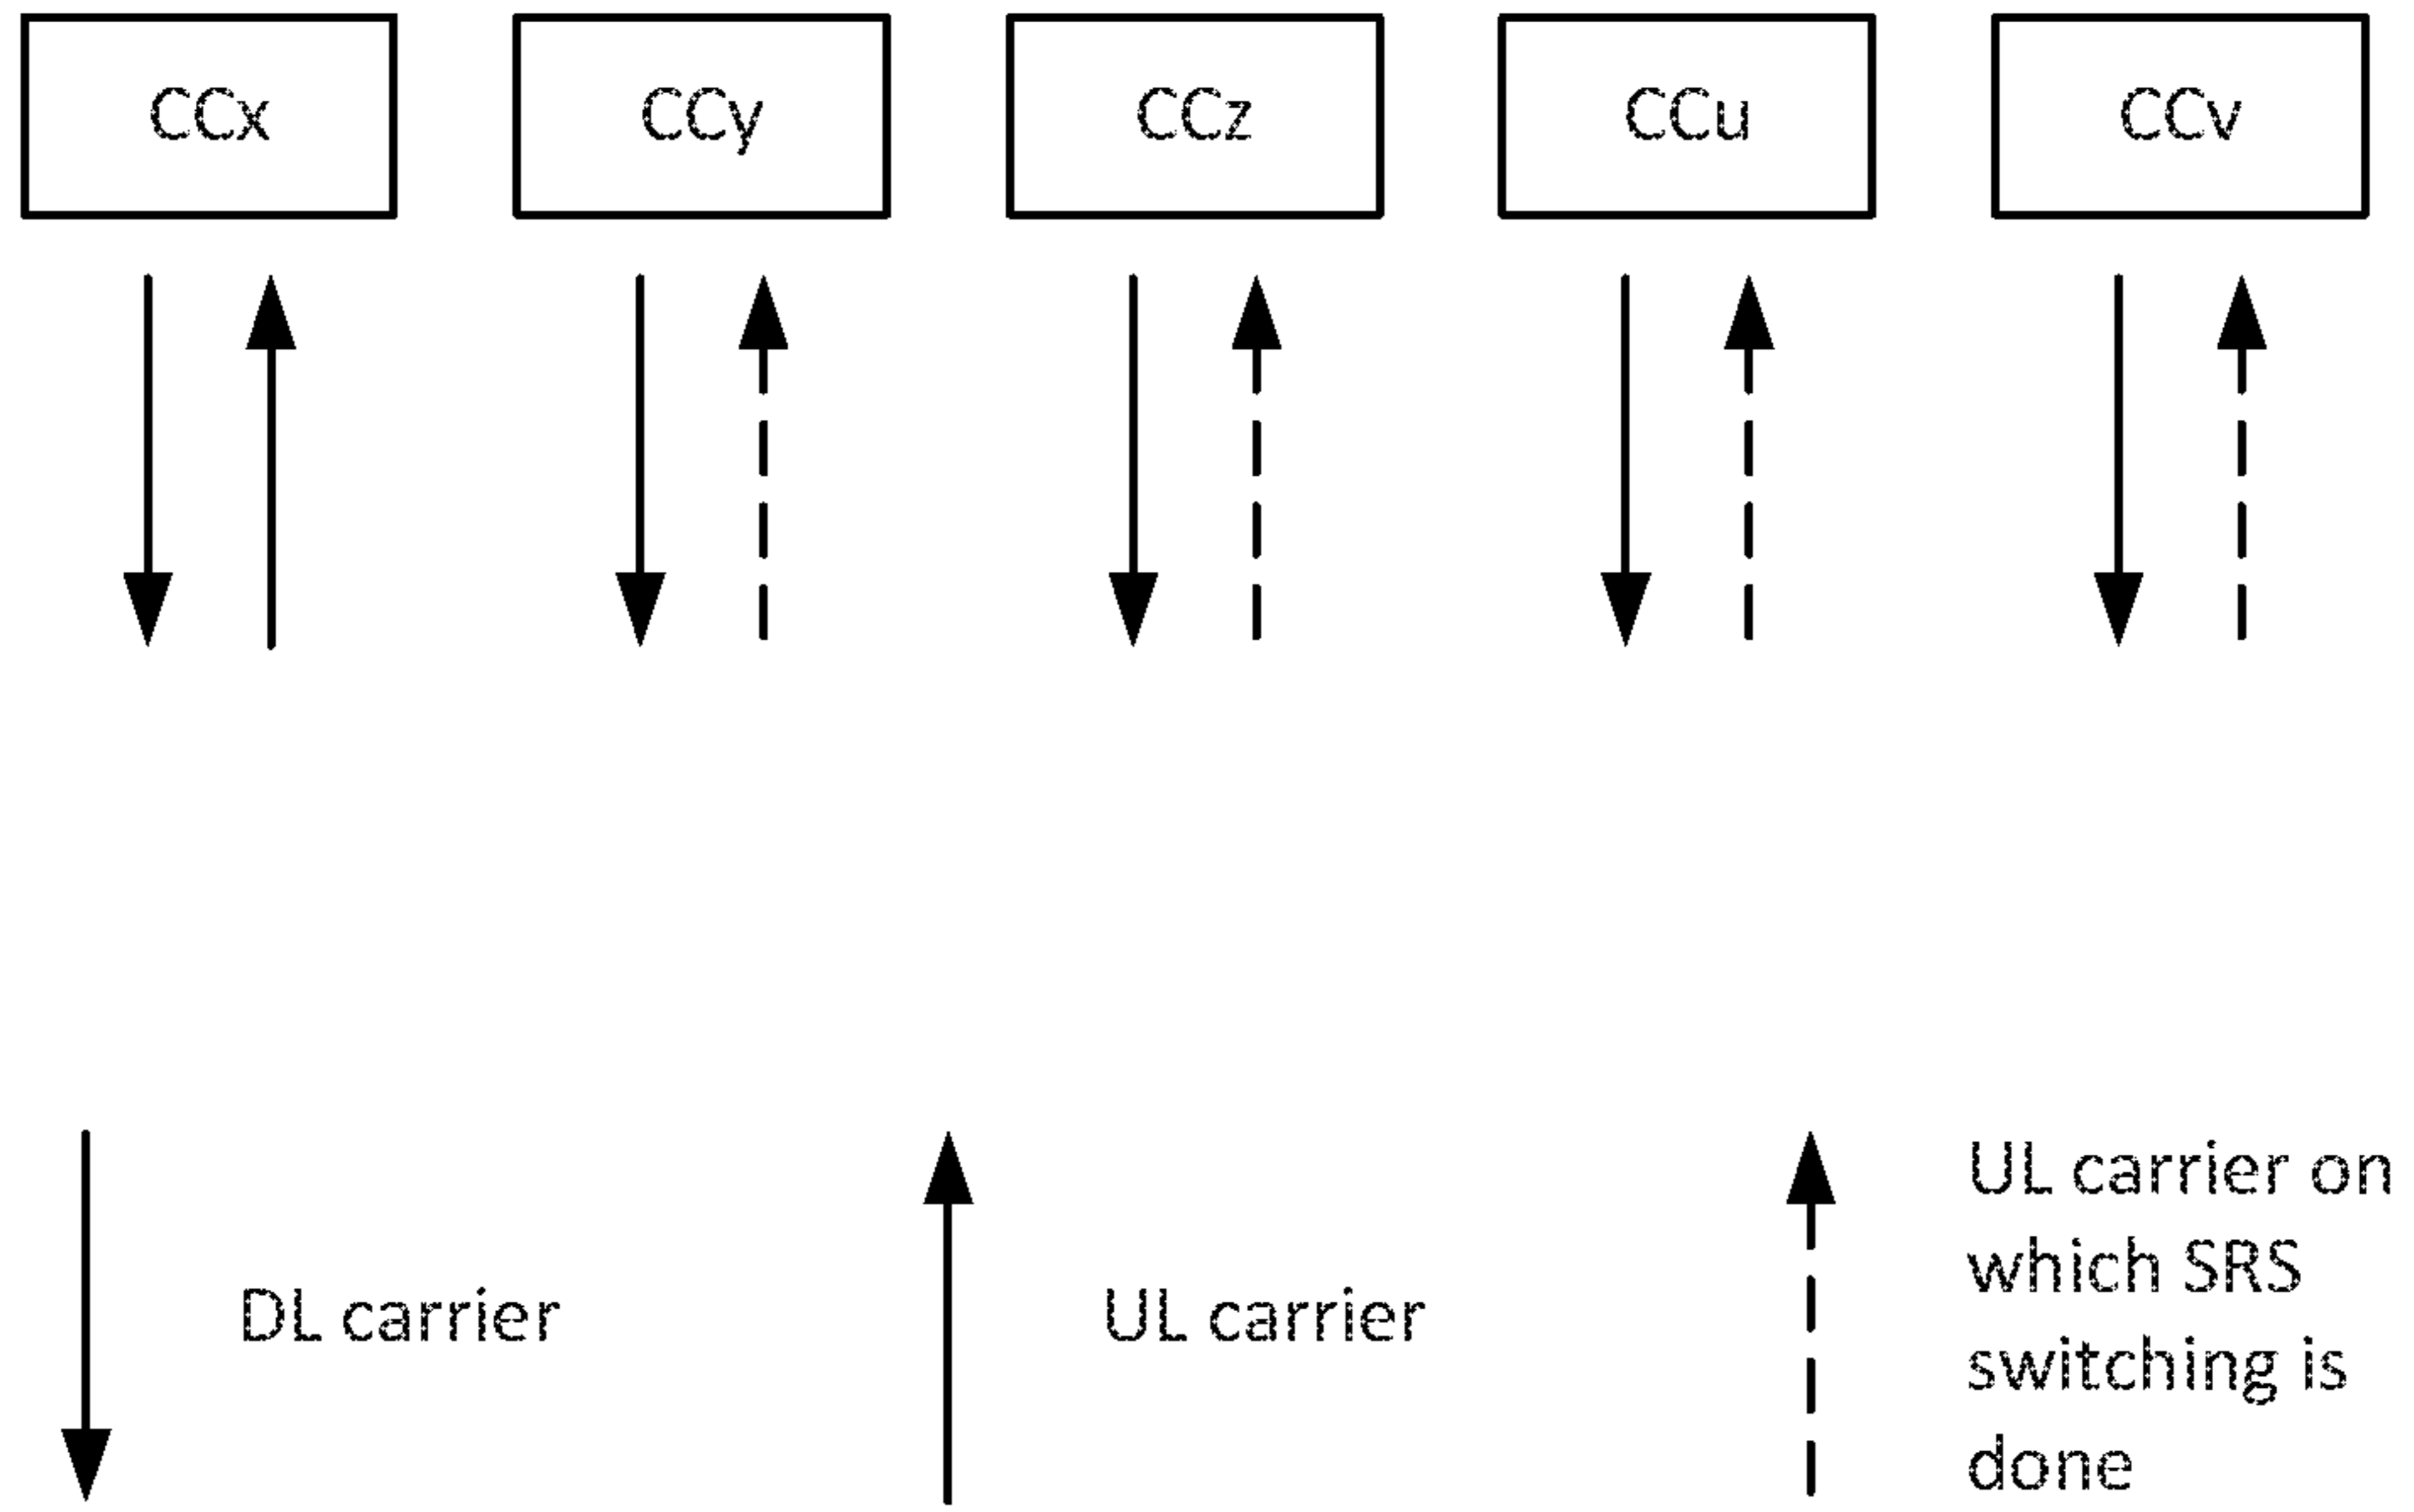 CCx
CCy
CCz
CCu
CCv
DL carrier
UL carrier
UL carrier on
which SRS
switching is
done